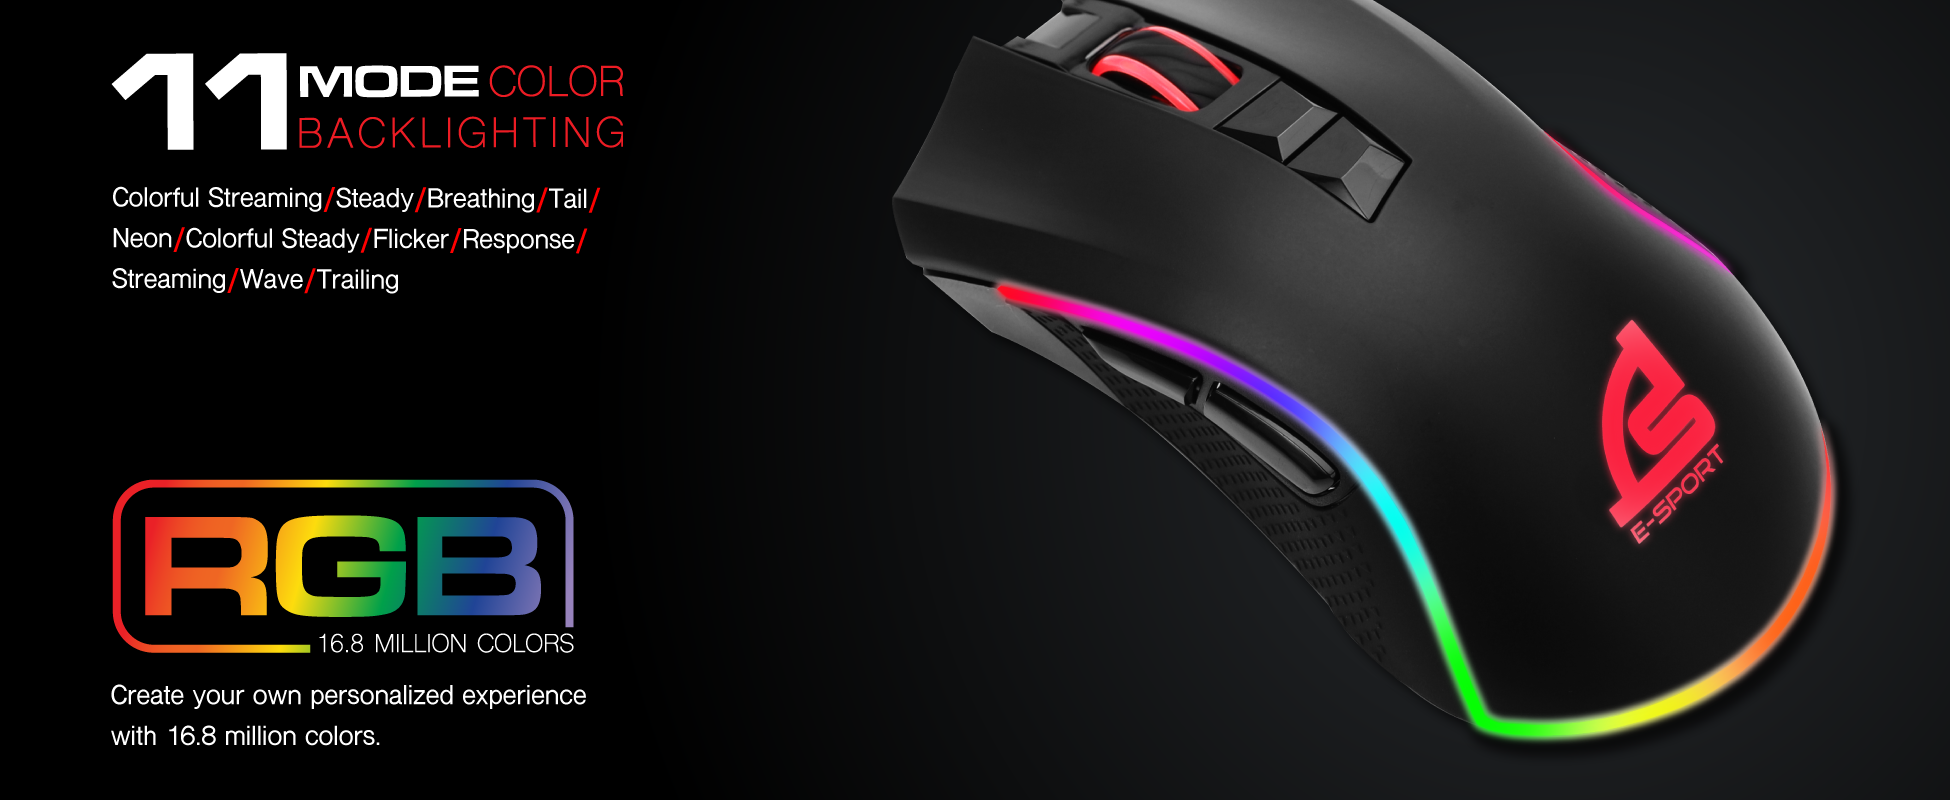 11 MODE COLOR
BACKLIGHTING
Colorful Streaming/Steady/Breathing/Tail/
Neon/Colorful Steady/Flicker/Response/
Streaming/Wave/Trailing
RGB
16.8 MILLION COLORS
Create your own personalized experience
with 16.8 million colors.
S
E-SPORT